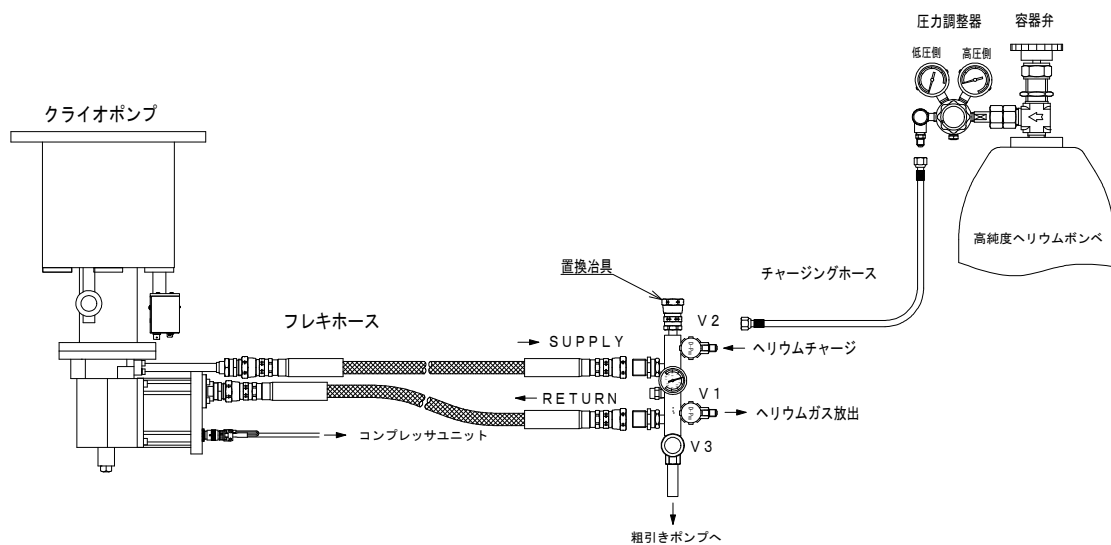 圧力調整器
容器弁
低圧側
高圧側
クライオポンプ
高純度ヘリウムボンベ
置換冶具
チャージングホース
フレキホース
V2
→ SUPPLY
← ヘリウムチャージ
← RETURN
V1
→ ヘリウムガス放出
→ コンプレッサユニット
V3
粗引きポンプへ